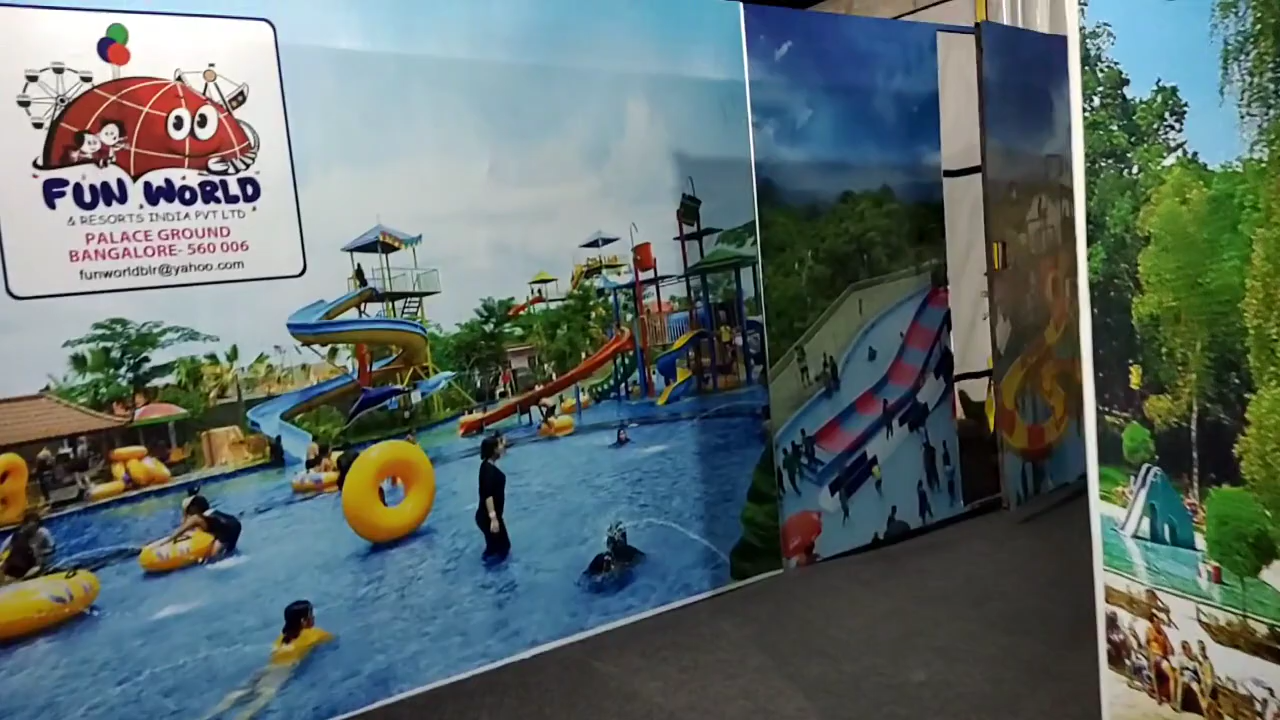 FUN WORLD
& RESORTS INDIA PVT LTD
PALACE GROUND
BANGALORE- 560 006
funworldblr@yahoo.com